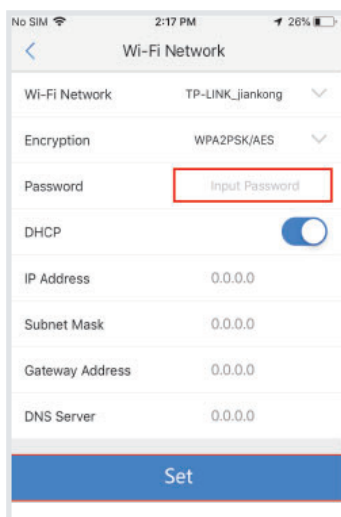 No SIM 2:17 PM 26%
Wi-Fi Network
Wi-Fi Network TP-LINK_jiankong
Encryption WPA2PSK/AES
Password Input Password
DHCP
IP Address 0.0.0.0
Subnet Mask 0.0.0.0
Gateway Address 0.0.0.0
DNS Server 0.0.0.0
Set